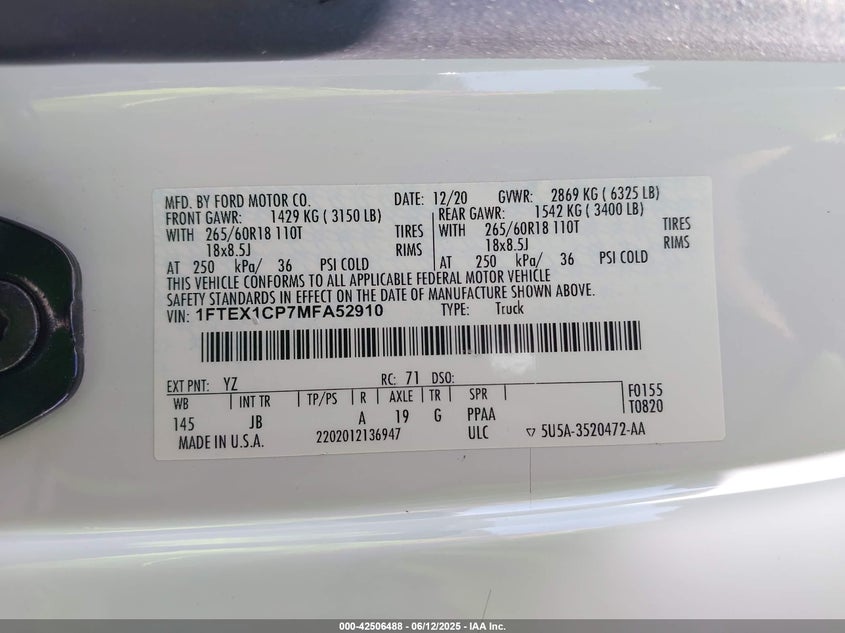 MFD. BY FORD MOTOR CO. DATE: 12/20 GVWR: 2869 KG ( 6325 LB)
FRONT GAWR: 1429 KG ( 3150 LB) REAR GAWR: 1542 KG ( 3400 LB)
WITH 265/60R18 110T TIRES WITH 265/60R18 110T TIRES
18x8.5J RIMS 18x8.5J RIMS
AT 250 kPa/ 36 PSI COLD AT 250 kPa/ 36 PSI COLD
THIS VEHICLE CONFORMS TO ALL APPLICABLE FEDERAL MOTOR VEHICLE
SAFETY STANDARDS IN EFFECT ON THE DATE OF MANUFACTURE SHOWN ABOVE.
VIN: 1FTEX1CP7MFA52910 TYPE: Truck
EXT PNT: YZ RC: 71 DSO:
WB INT TR TP/PS R AXLE TR SPR F0155
145 JB A 19 G PPAA T0820
MADE IN U.S.A. 2202012136947 ULC ▽ 5U5A-3520472-AA
000-42506488 - 06/12/2025 - IAA Inc.